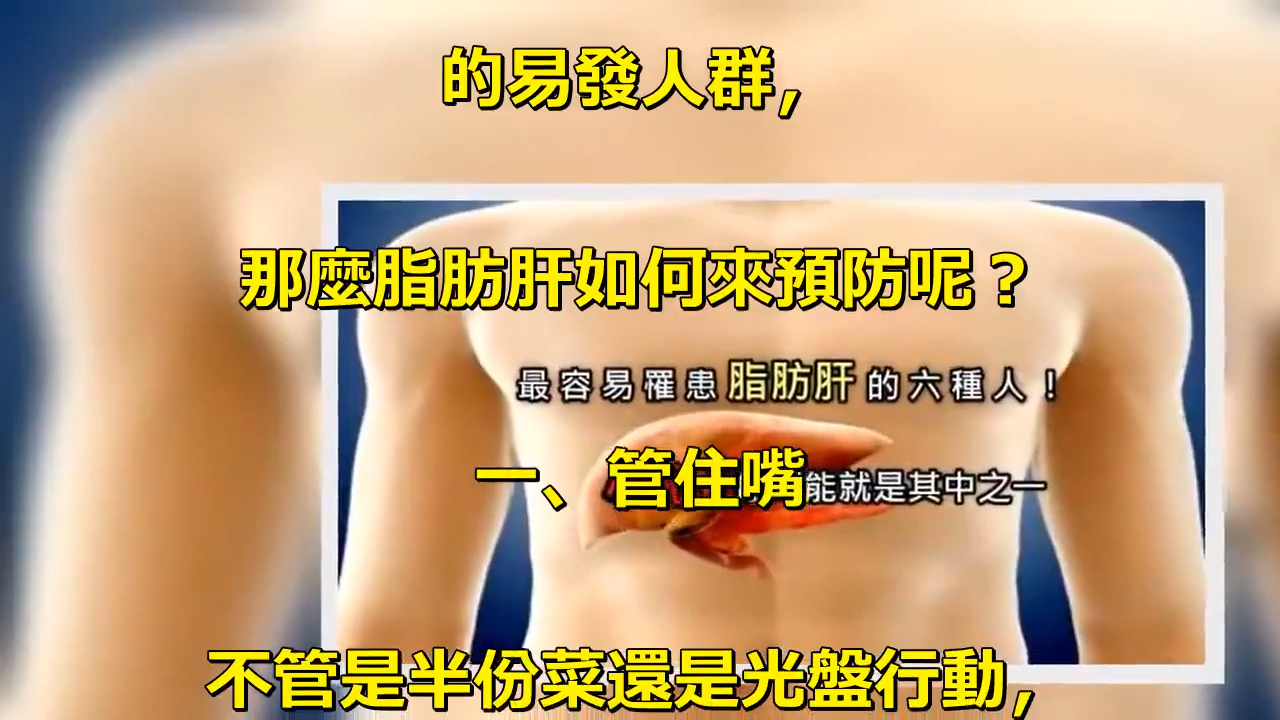 的易發人群，
那麼脂肪肝如何來預防呢？
最容易罹患脂肪肝的六種人！
一、管住嘴
能就是其中之一
不管是半份菜還是光盤行動，